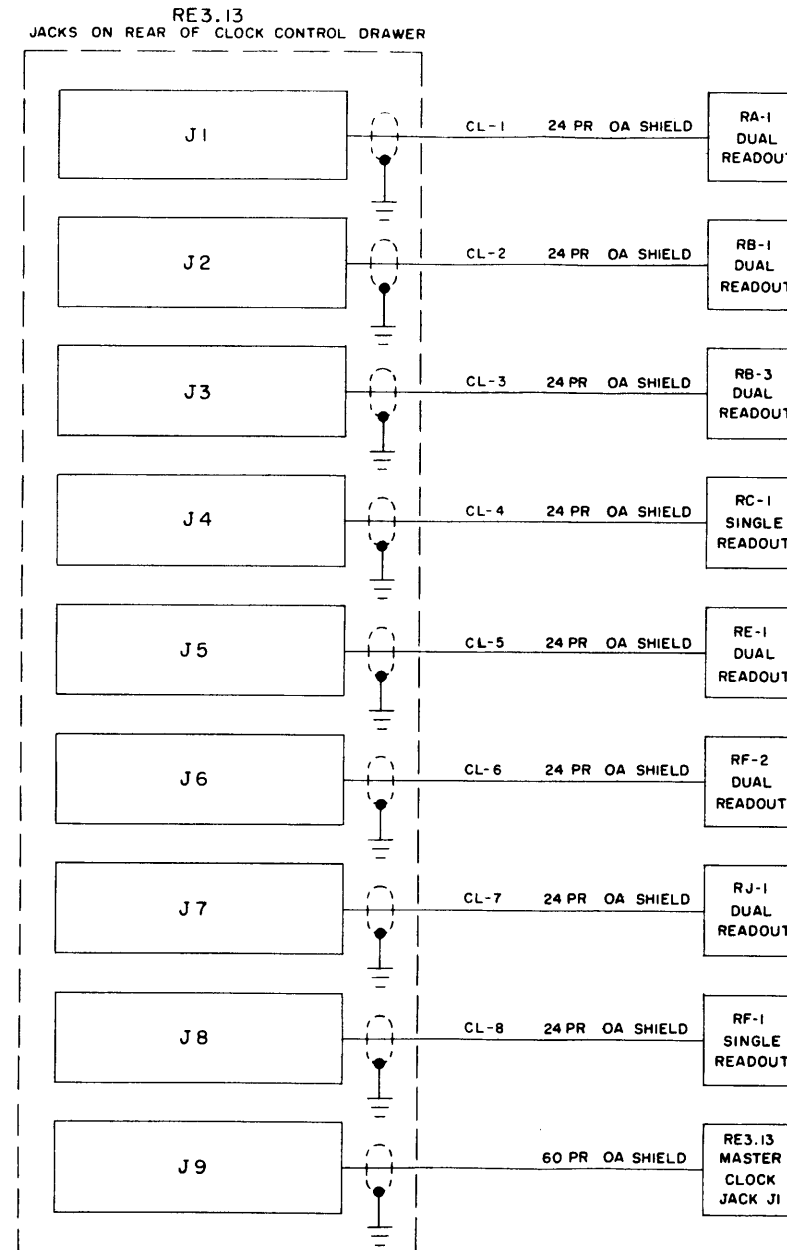 RE3.13
JACKS ON REAR OF CLOCK CONTROL DRAWER
J1
CL-1 24 PR OA SHIELD
RA-1
DUAL
READOUT
J2
CL-2 24 PR OA SHIELD
RB-1
DUAL
READOUT
J3
CL-3 24 PR OA SHIELD
RB-3
DUAL
READOUT
J4
CL-4 24 PR OA SHIELD
RC-1
SINGLE
READOUT
J5
CL-5 24 PR OA SHIELD
RE-1
DUAL
READOUT
J6
CL-6 24 PR OA SHIELD
RF-2
DUAL
READOUT
J7
CL-7 24 PR OA SHIELD
RJ-1
DUAL
READOUT
J8
CL-8 24 PR OA SHIELD
RF-1
SINGLE
READOUT
J9
60 PR OA SHIELD
RE3.13
MASTER
CLOCK
JACK J1